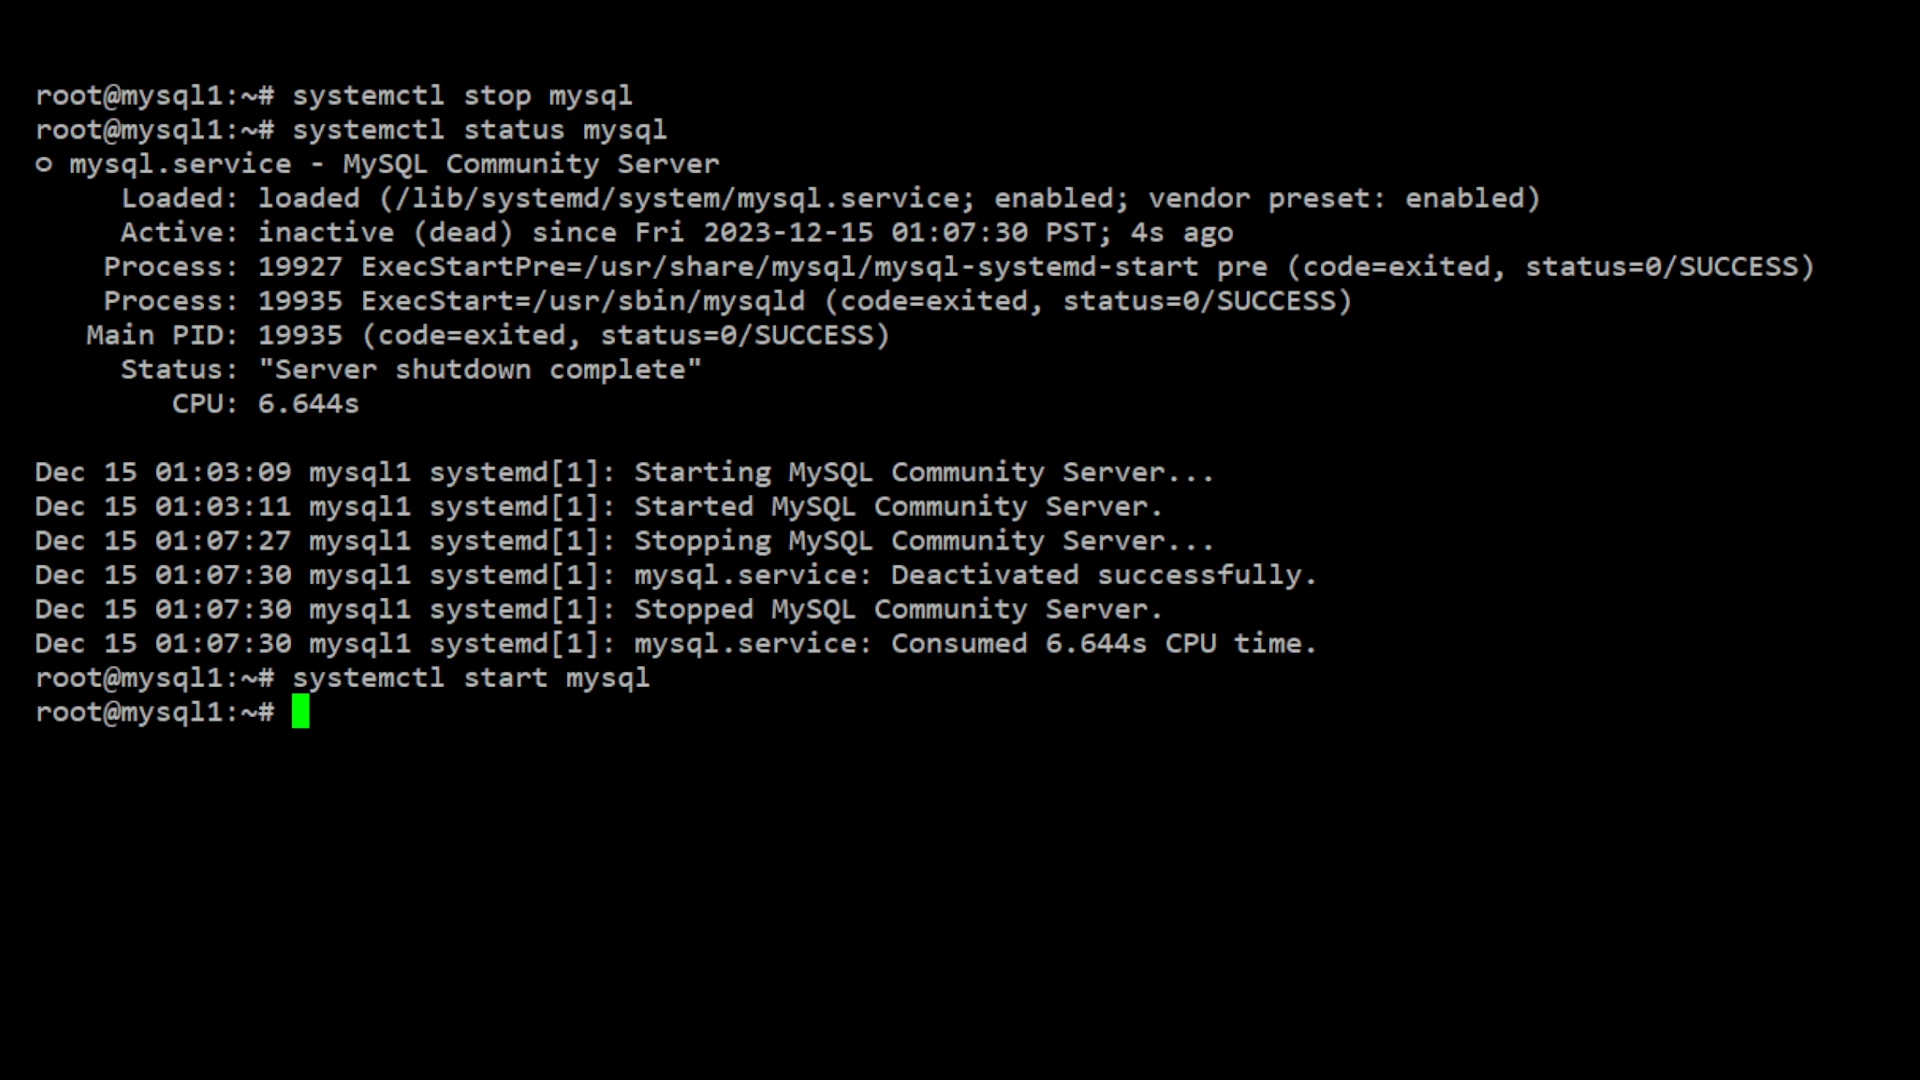 root@mysql1:~# systemctl stop mysql
root@mysql1:~# systemctl status mysql
○ mysql.service - MySQL Community Server
     Loaded: loaded (/lib/systemd/system/mysql.service; enabled; vendor preset: enabled)
     Active: inactive (dead) since Fri 2023-12-15 01:07:30 PST; 4s ago
    Process: 19927 ExecStartPre=/usr/share/mysql/mysql-systemd-start pre (code=exited, status=0/SUCCESS)
    Process: 19935 ExecStart=/usr/sbin/mysqld (code=exited, status=0/SUCCESS)
   Main PID: 19935 (code=exited, status=0/SUCCESS)
     Status: "Server shutdown complete"
        CPU: 6.644s

Dec 15 01:03:09 mysql1 systemd[1]: Starting MySQL Community Server...
Dec 15 01:03:11 mysql1 systemd[1]: Started MySQL Community Server.
Dec 15 01:07:27 mysql1 systemd[1]: Stopping MySQL Community Server...
Dec 15 01:07:30 mysql1 systemd[1]: mysql.service: Deactivated successfully.
Dec 15 01:07:30 mysql1 systemd[1]: Stopped MySQL Community Server.
Dec 15 01:07:30 mysql1 systemd[1]: mysql.service: Consumed 6.644s CPU time.
root@mysql1:~# systemctl start mysql
root@mysql1:~#